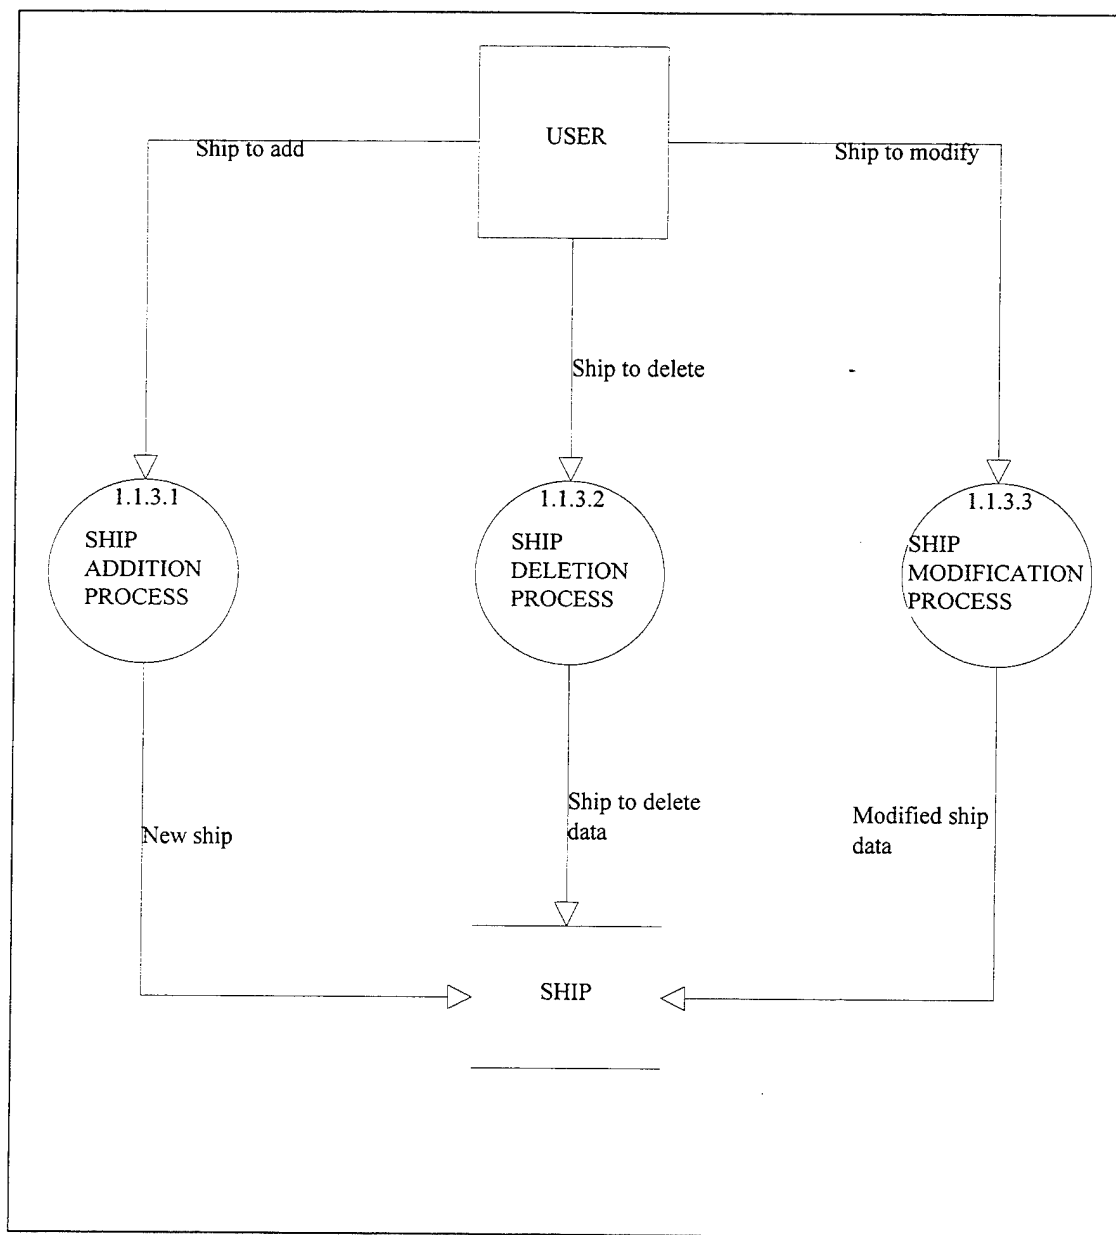 USER
Ship to add
Ship to modify
Ship to delete
1.1.3.1
SHIP
ADDITION
PROCESS
1.1.3.2
SHIP
DELETION
PROCESS
1.1.3.3
SHIP
MODIFICATION
PROCESS
New ship
Ship to delete
data
Modified ship
data
SHIP